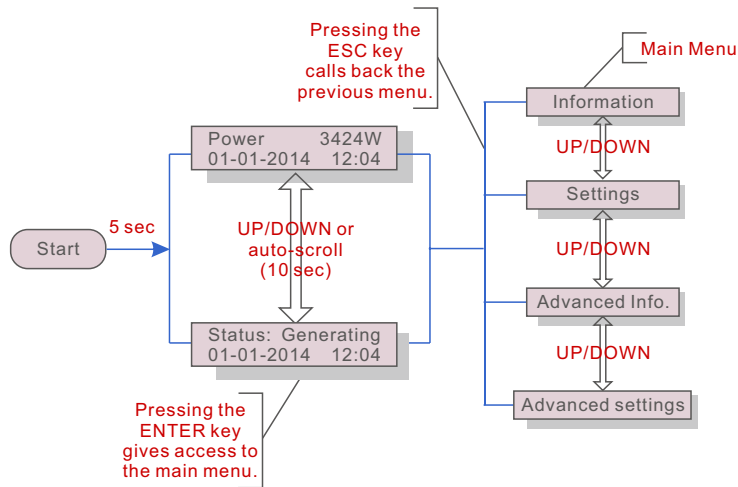 Pressing the
ESC key
calls back the
previous menu.
Main Menu
Information
UP/DOWN
Settings
UP/DOWN
Advanced Info.
UP/DOWN
Advanced settings
Power 3424W
01-01-2014 12:04
Start
5 sec
UP/DOWN or
auto-scroll
(10 sec)
Status: Generating
01-01-2014 12:04
Pressing the
ENTER key
gives access to
the main menu.